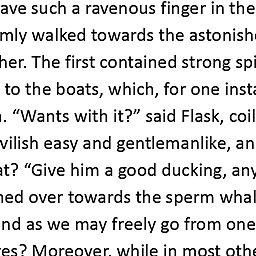 ave such a ravenous finger in the
mly walked towards the astonishe
her. The first contained strong spi
to the boats, which, for one insta
. “Wants with it?” said Flask, coil
vilish easy and gentlemanlike, an
at? “Give him a good ducking, any
ned over towards the sperm whal
nd as we may freely go from one
es? Moreover, while in most othe